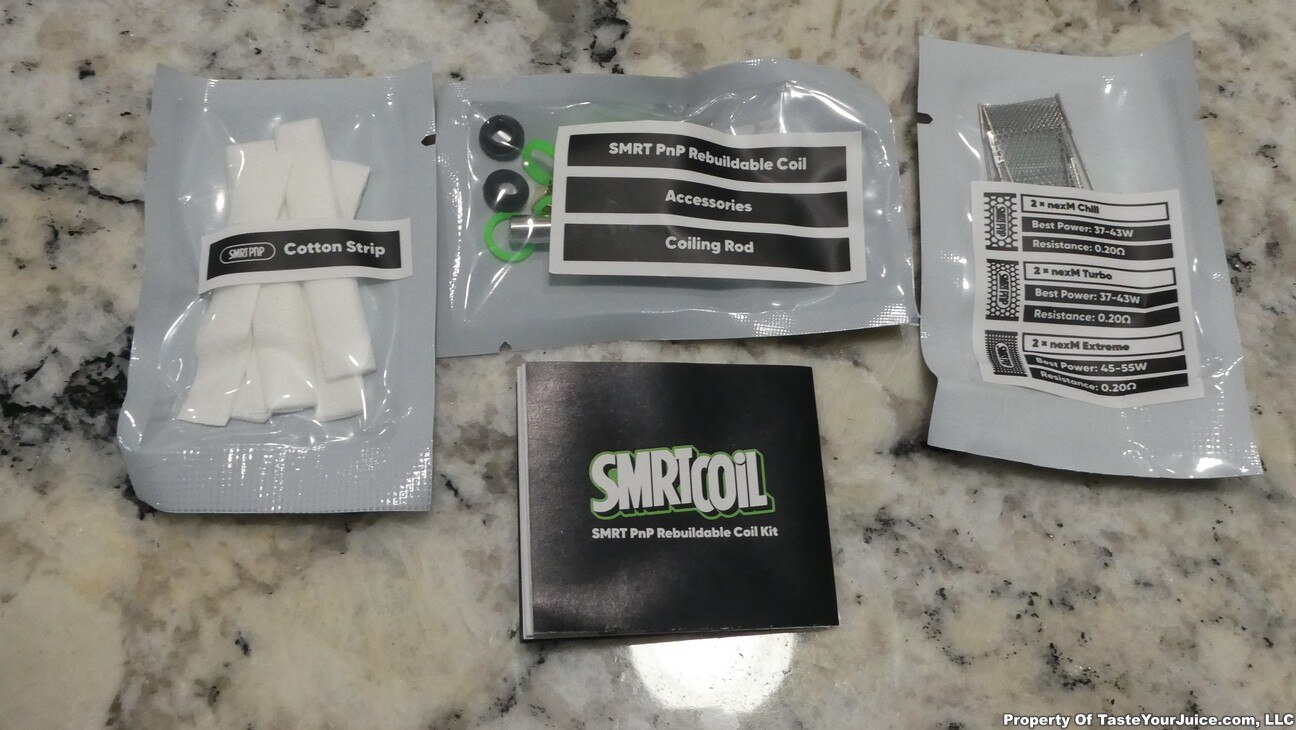 SMRT PnP
Cotton Strip
SMRT PnP Rebuildable Coil
Accessories
Coiling Rod
2 * nexM Chill
Best Power: 37-43W
Resistance: 0.20Ω
2 * nexM Turbo
Best Power: 37-43W
Resistance: 0.20Ω
2 * nexM Extreme
Best Power: 45-55W
Resistance: 0.20Ω
SMRTCOiL
SMRT PnP Rebuildable Coil Kit
Property Of TasteYourJuice.com, LLC